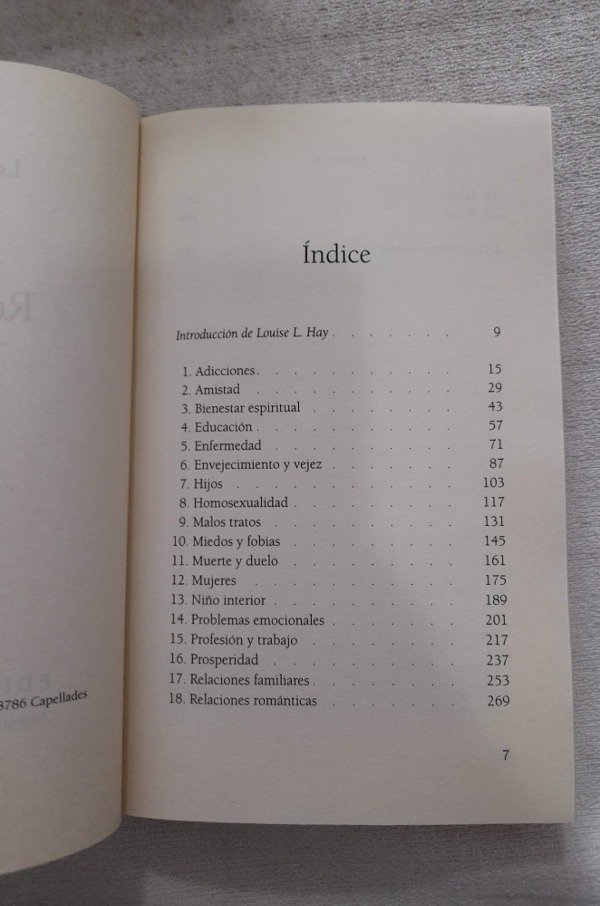 Índice
Introducción de Louise L. Hay . . . . . . . 9
1. Adicciones . . . . . . . . . . 15
2. Amistad . . . . . . . . . . 29
3. Bienestar espiritual . . . . . . . . 43
4. Educación . . . . . . . . . . 57
5. Enfermedad . . . . . . . . . 71
6. Envejecimiento y vejez . . . . . . . 87
7. Hijos . . . . . . . . . . . 103
8. Homosexualidad . . . . . . . . . 117
9. Malos tratos . . . . . . . . . 131
10. Miedos y fobias . . . . . . . . 145
11. Muerte y duelo . . . . . . . . 161
12. Mujeres . . . . . . . . . . 175
13. Niño interior . . . . . . . . . 189
14. Problemas emocionales . . . . . . . 201
15. Profesión y trabajo . . . . . . . . 217
16. Prosperidad . . . . . . . . . 237
17. Relaciones familiares . . . . . . . . 253
18. Relaciones románticas . . . . . . . 269
7
8786 Capellades